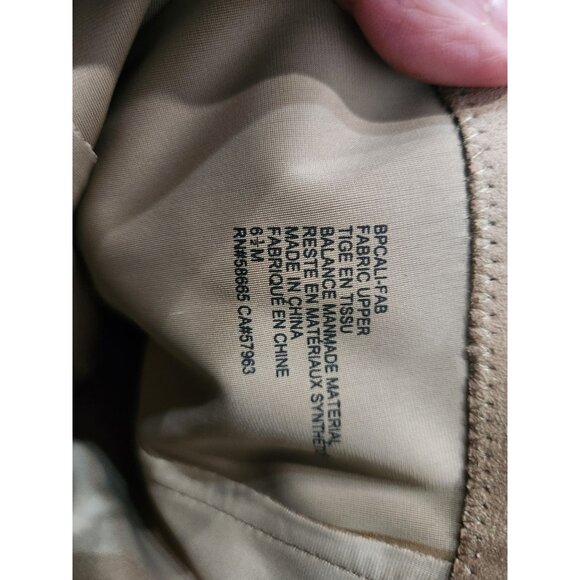 BPCALI-FAB
FABRIC UPPER
TIGE EN TISSU
BALANCE MANMADE MATERIAL
RESTE EN MATÉRIAUX SYNTHÉT
MADE IN CHINA
FABRIQUÉ EN CHINE
6½M
RN#58665 CA#57963